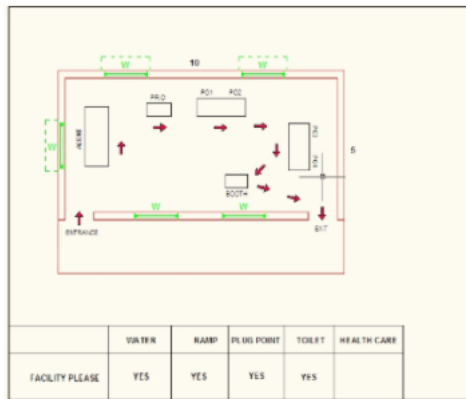 W
W
10
PRO
PO1 PO2
W
5
BOOTH
W
W
ENTRANCE
EXIT
WATER RAMP PLUG POINT TOILET HEALTH CARE
FACILITY PLEASE YES YES YES YES